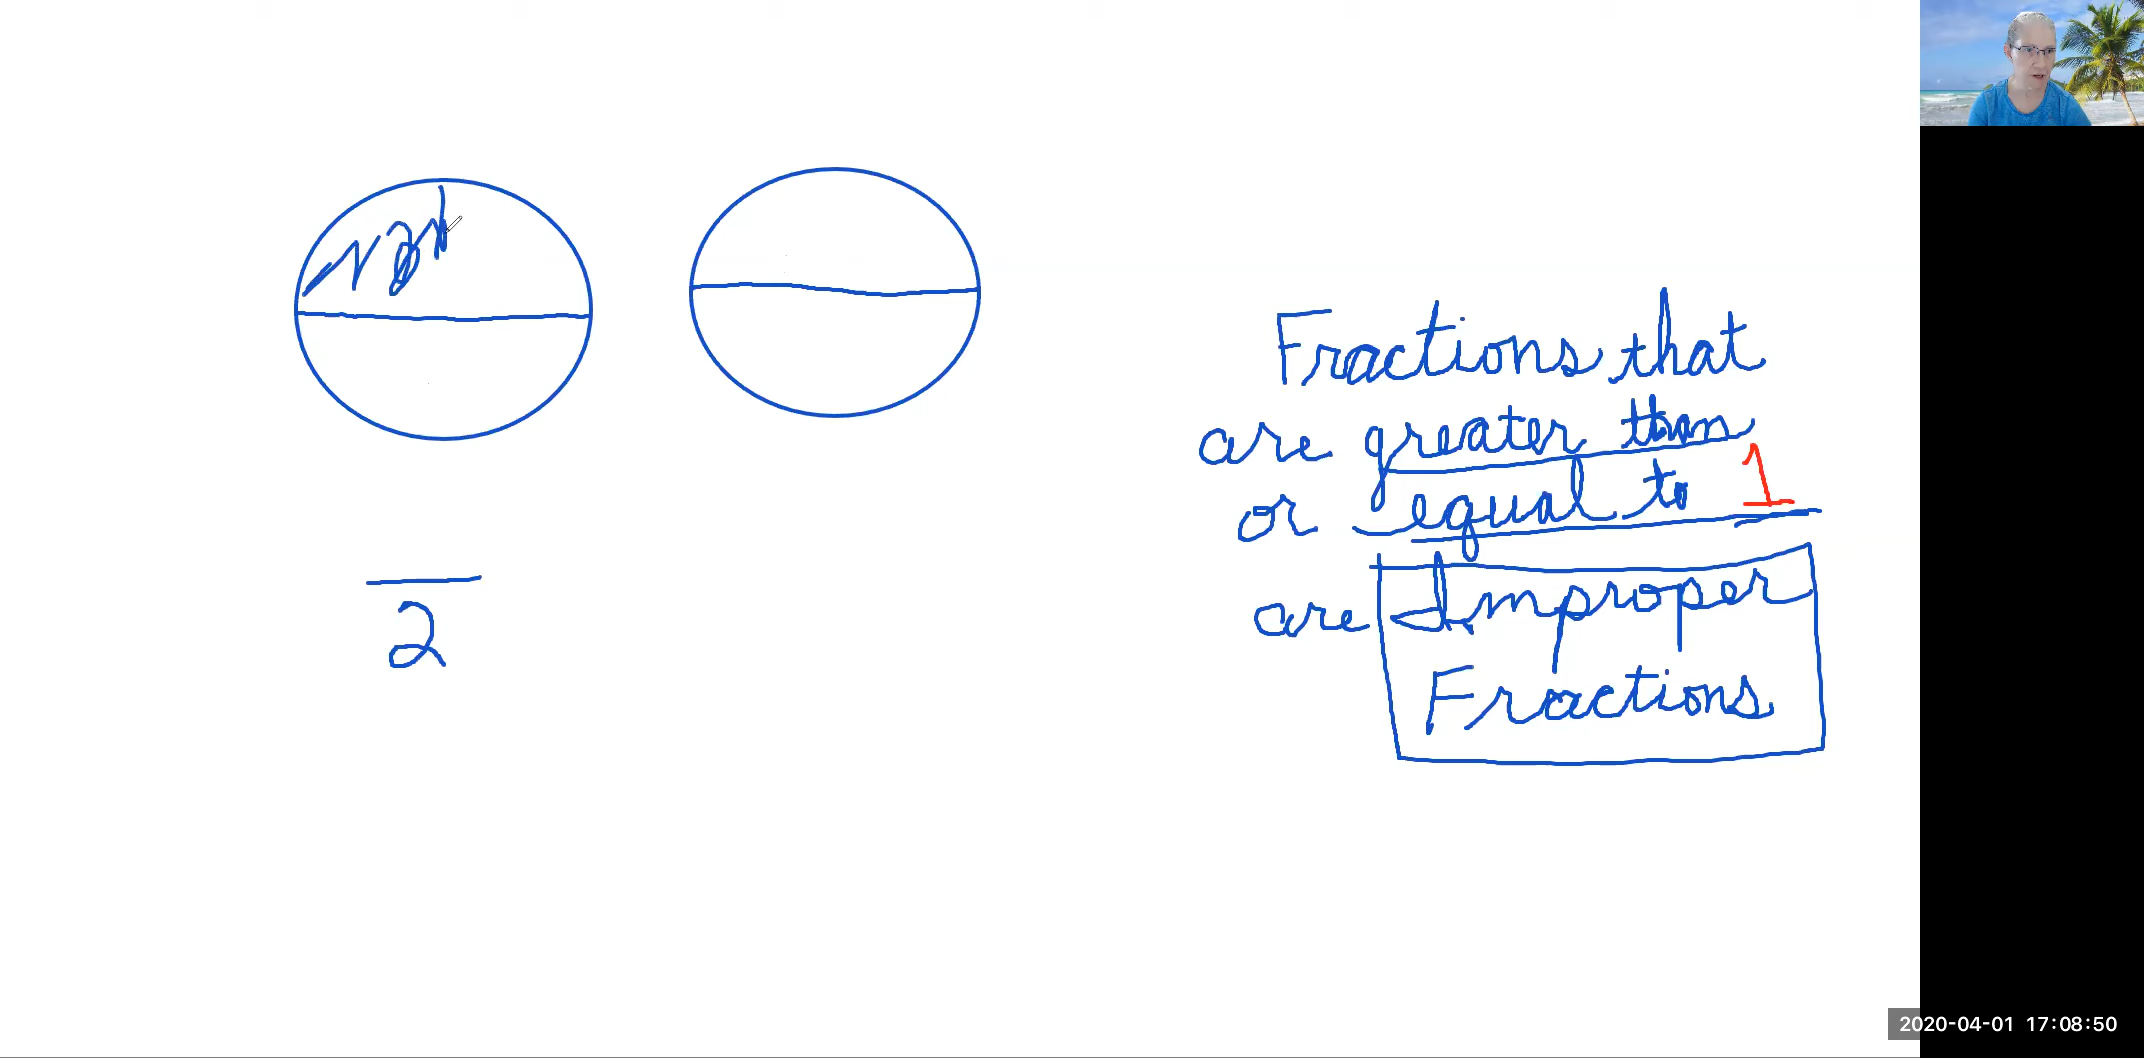 2
Fractions that
are greater than
or equal to 1
are Improper
Fractions
2020-04-01 17:08:50